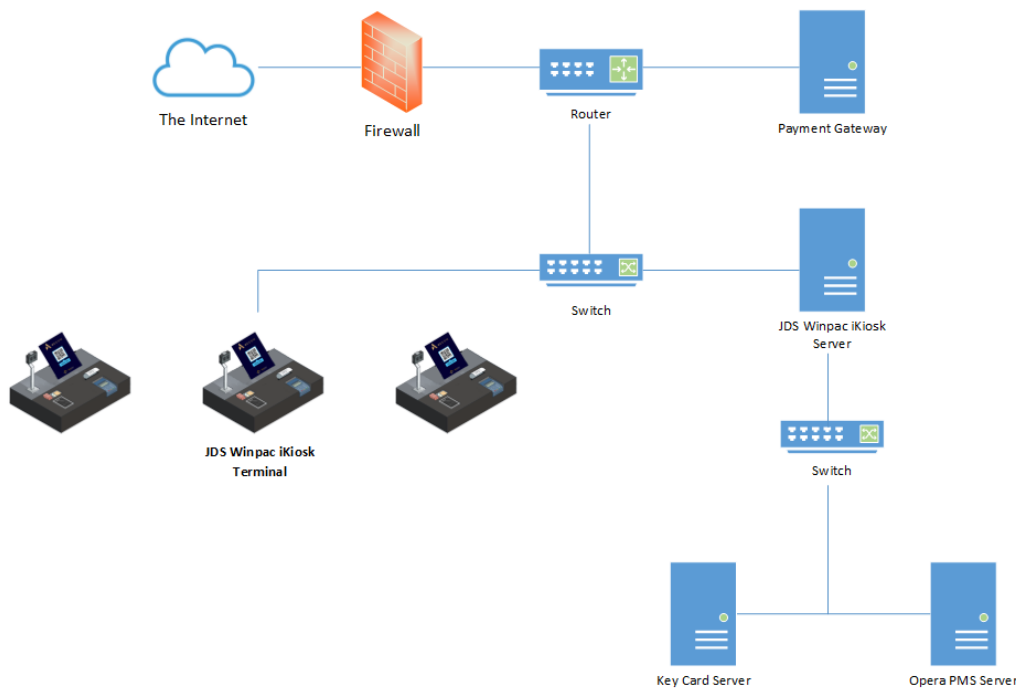 The Internet
Firewall
Router
Payment Gateway
Switch
JDS Winpac iKiosk
Server
JDS Winpac iKiosk
Terminal
Switch
Key Card Server
Opera PMS Server